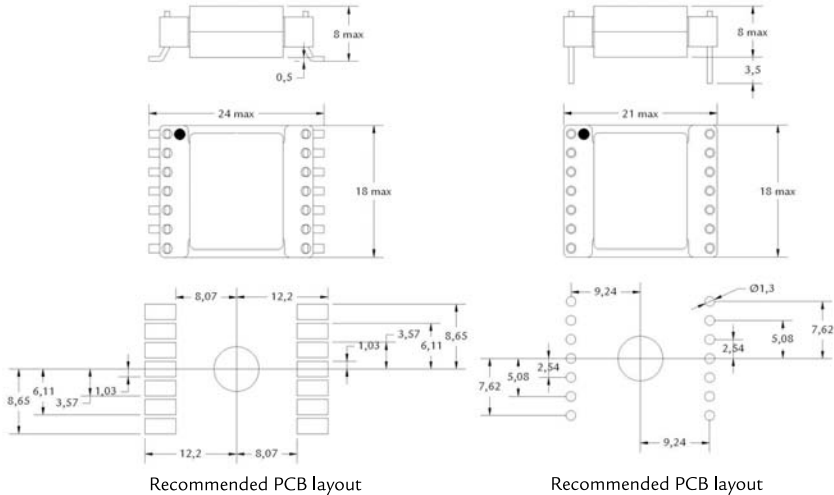 8 max
0,5
8 max
3,5
24 max
18 max
21 max
18 max
8,07
12,2
1,03
3,57
6,11
8,65
8,65
6,11
3,57
1,03
12,2
8,07
9,24
Ø1,3
2,54
5,08
7,62
7,62
5,08
2,54
9,24
Recommended PCB layout
Recommended PCB layout